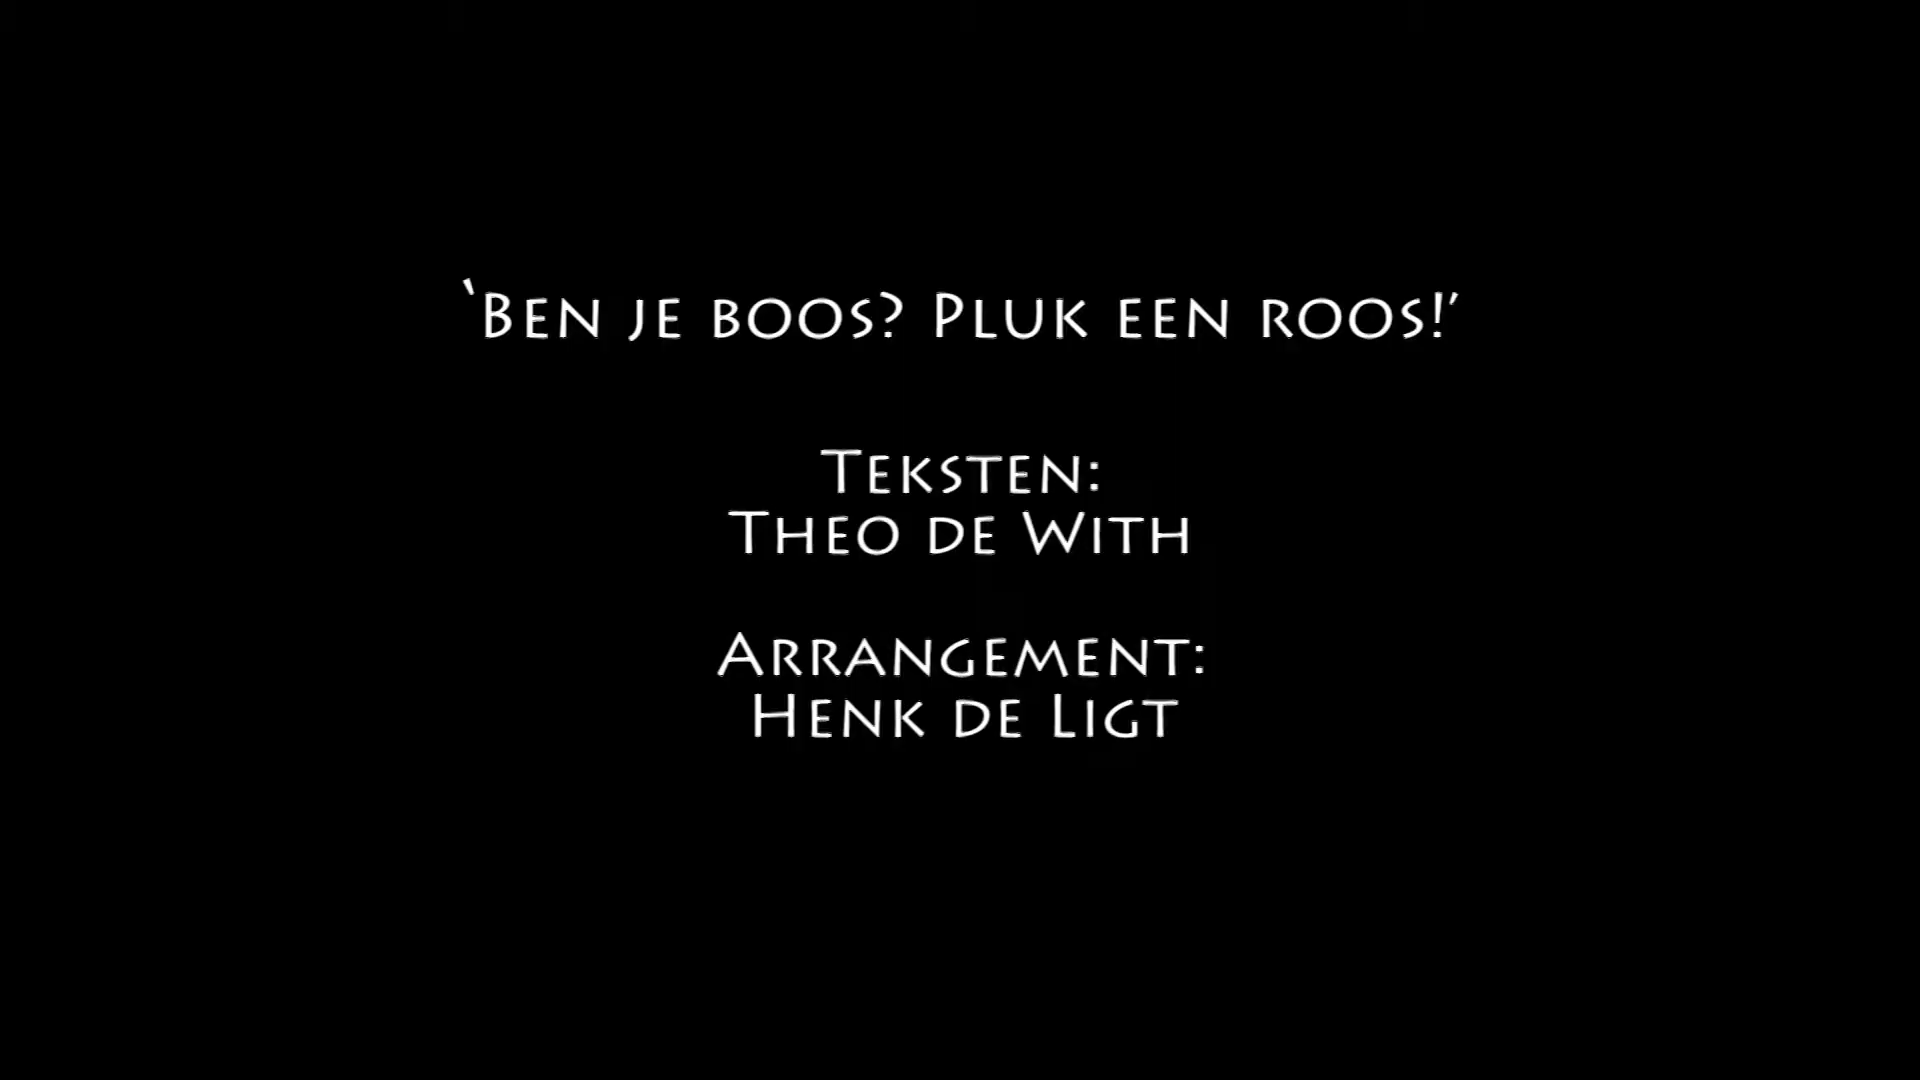 ‘Ben je boos? Pluk een roos!’
Teksten:
Theo de With
Arrangement:
Henk de Ligt